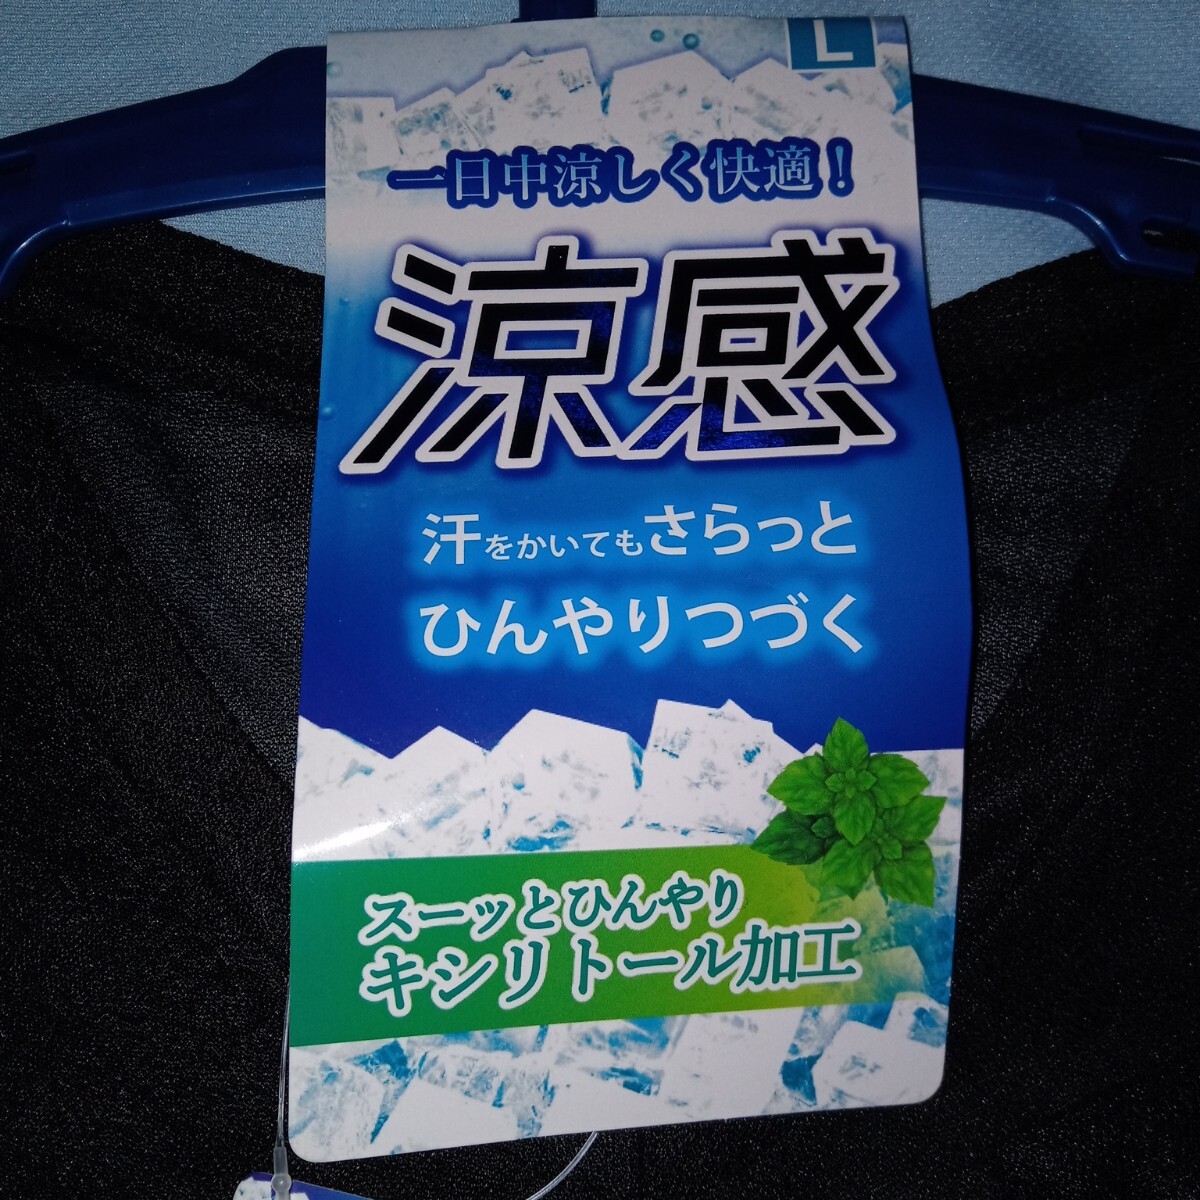 L
一日中涼しく快適！
涼感
汗をかいてもさらっと
ひんやりつづく
スーッとひんやり
キシリトール加工